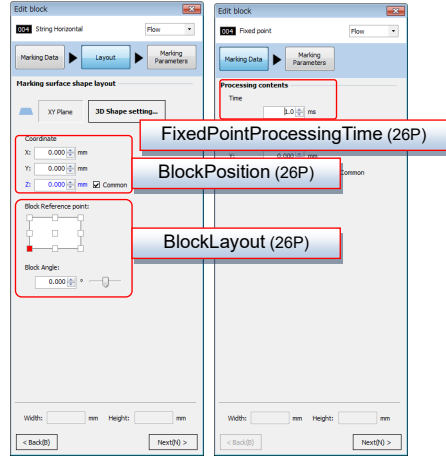 Edit block
004 String Horizontal Flow
Marking Data Layout Marking Parameters
Marking surface shape layout
XY Plane 3D Shape setting...
Coordinate
X: 0.000 mm
Y: 0.000 mm
Z: 0.000 mm Common
Block Reference point:
Block Angle:
0.000 °
Width: mm Height: mm
< Back(B) Next(N) >
Edit block
004 Fixed point Flow
Marking Data Marking Parameters
Processing contents
Time
1.0 ms
FixedPointProcessingTime (26P)
Y: 0.000 mm
BlockPosition (26P)
Common
BlockLayout (26P)
Width: mm Height: mm
< Back(B) Next(N) >